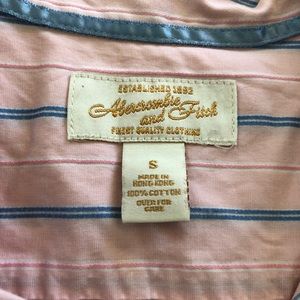 ESTABLISHED 1892
Abercrombie
and Fitch
FINEST QUALITY CLOTHING
S
MADE IN
HONG KONG
100% COTTON
OVER FOR
CARE